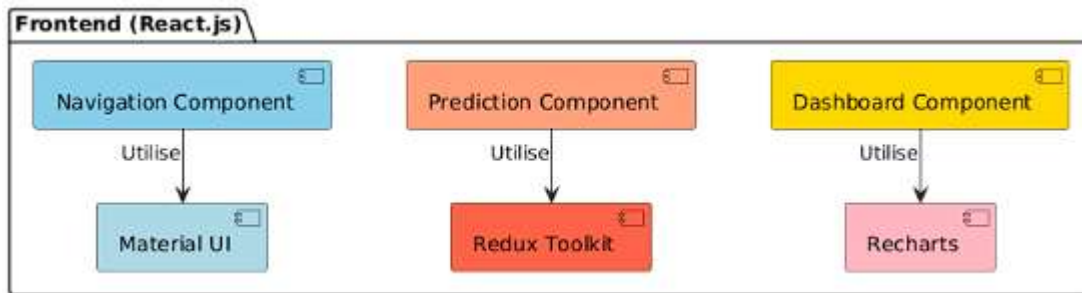 Frontend (React.js)
Navigation Component
Prediction Component
Dashboard Component
Utilise
Utilise
Utilise
Material UI
Redux Toolkit
Recharts